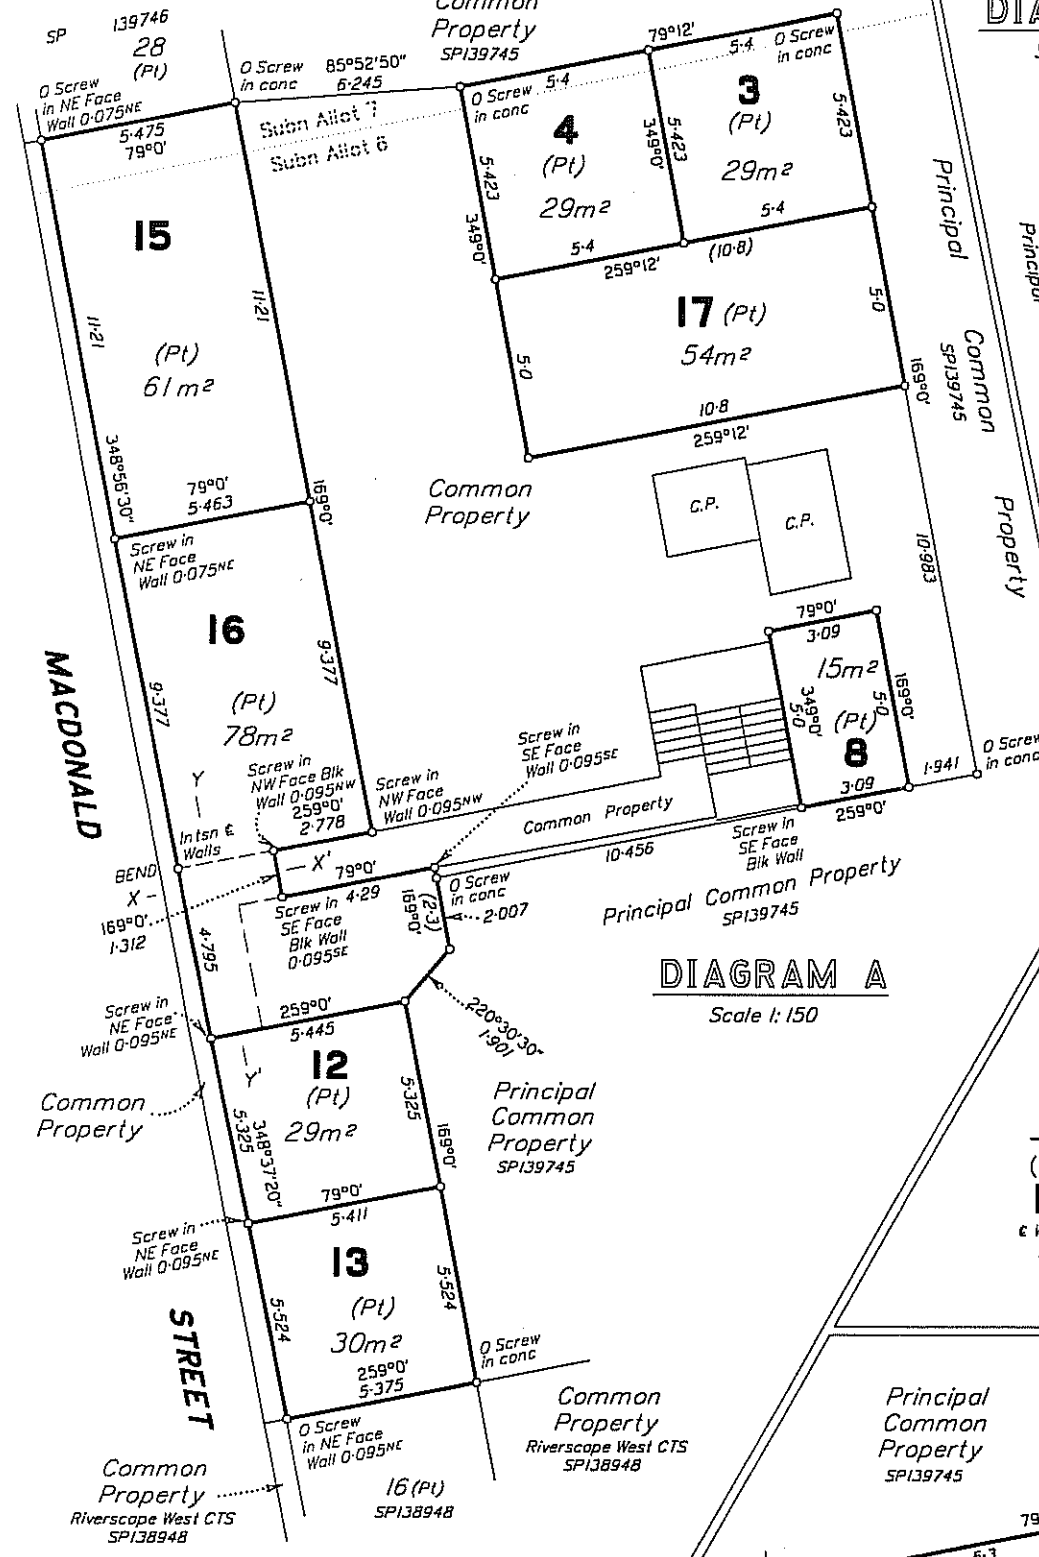 Common
Property
SP139745
SP 139746
28
(Pt)
O Screw
in NE Face
Wall 0·075NE
O Screw
in conc
85°52'50"
6·245
79°12'
5·4
5·4
O Screw
in conc
DIA
5·475
79°0'
Subn Allot 7
Subn Allot 6
O Screw
in conc
4
(Pt)
29m²
3
(Pt)
29m²
5·423
349°0'
5·423
349°0'
5·423
5·4
259°12'
5·4
(10·8)
15
(Pt)
61m²
11·21
11·21
348°56'30"
17 (Pt)
54m²
5·0
5·0
10·8
259°12'
169°0'
Principal
Common
SP139745
Property
Principal
79°0'
5·463
169°0'
Common
Property
C.P.
C.P.
10·983
Screw in
NE Face
Wall 0·075NE
16
(Pt)
78m²
9·377
9·377
MACDONALD
79°0'
3·09
15m²
(Pt)
8
349°0'
5·0
5·0
169°0'
3·09
259°0'
1·941
O Screw
in conc
Screw in
SE Face
Wall 0·095SE
Y
Screw in
NW Face Blk
Wall 0·095NW
259°0'
2·778
Screw in
NW Face
Wall 0·095NW
Common Property
Intsn ℄
Walls
BEND
X
X'
79°0'
4·29
10·456
Screw in
SE Face
Blk Wall
169°0'
1·312
Screw in
SE Face
Blk Wall
0·095SE
O Screw
in conc
(2·3)
169°0'
2·007
Principal Common Property
SP139745
4·795
DIAGRAM A
Scale 1:150
Screw in
NE Face
Wall 0·095NE
259°0'
5·445
220°30'30"
1·901
12
(Pt)
29m²
Y'
Common
Property
5·325
348°37'20"
5·325
169°0'
Principal
Common
Property
SP139745
79°0'
5·411
Screw in
NE Face
Wall 0·095NE
13
(Pt)
30m²
5·524
5·524
STREET
259°0'
5·375
O Screw
in conc
O Screw
in NE Face
Wall 0·095NE
Common
Property
Riverscape West CTS
SP138948
Principal
Common
Property
SP139745
Common
Property
Riverscape West CTS
SP138948
16 (Pt)
SP138948
79